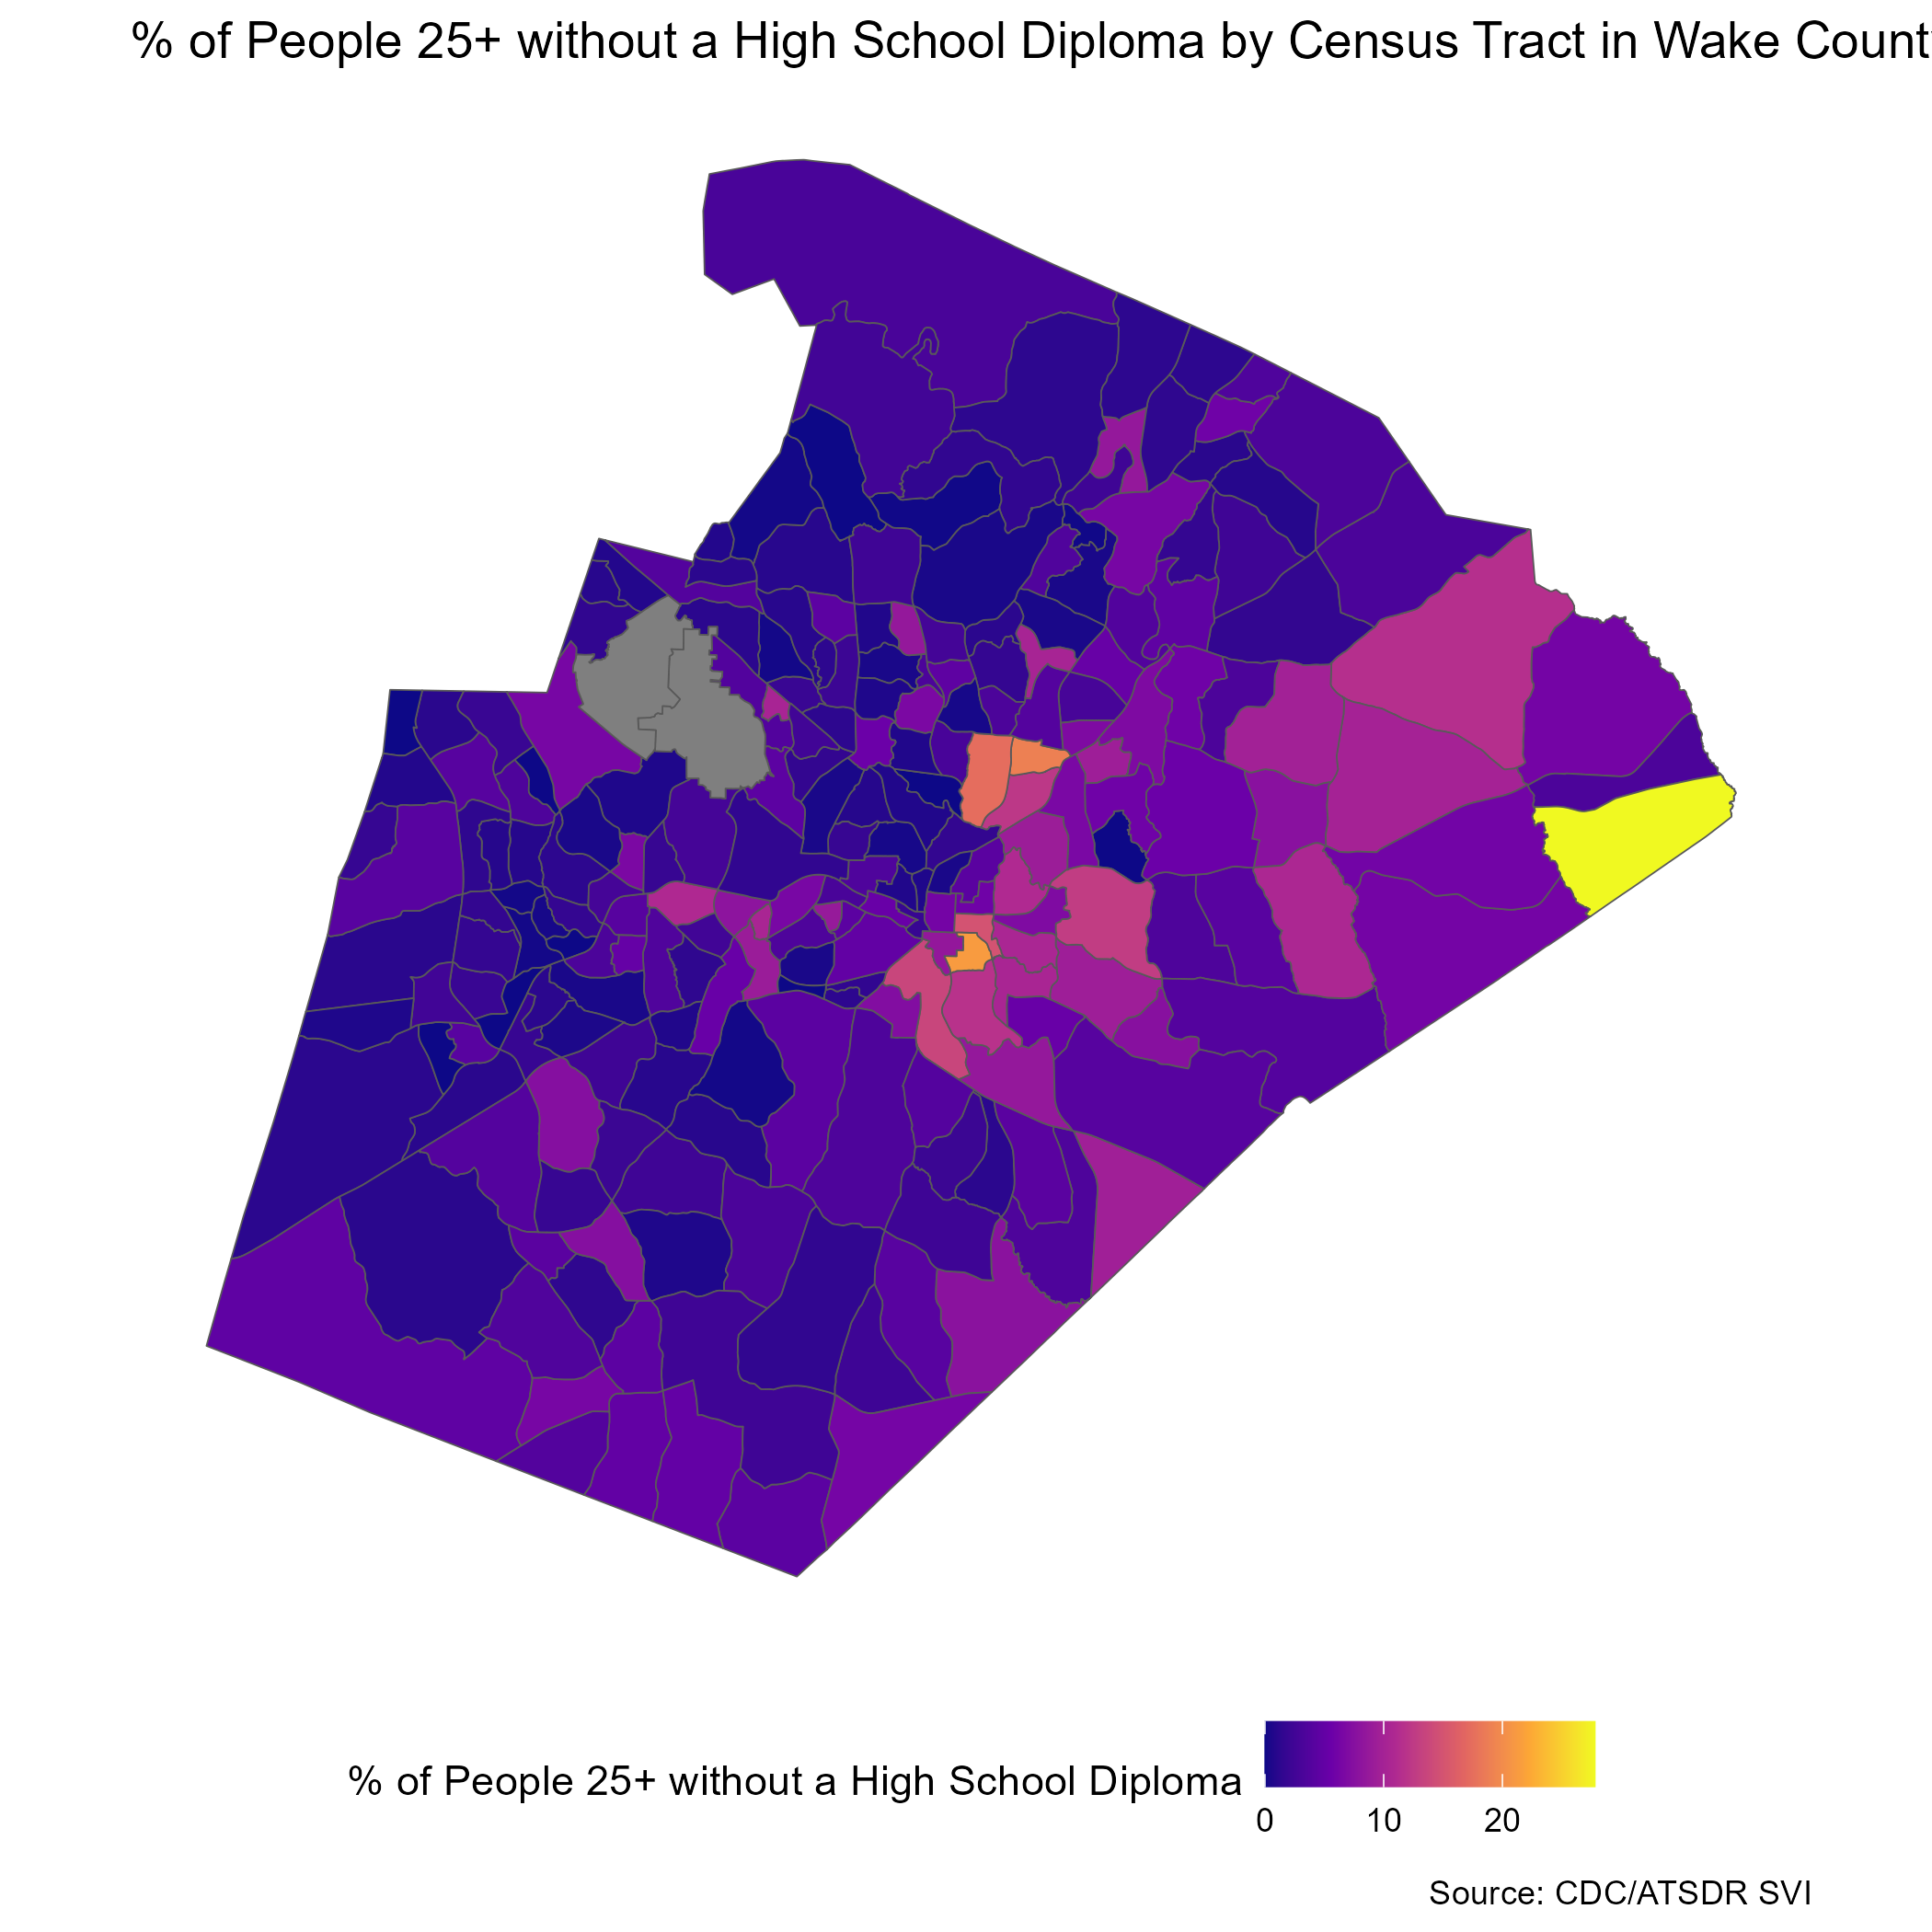 % of People 25+ without a High School Diploma by Census Tract in Wake Count
% of People 25+ without a High School Diploma
0 10 20
Source: CDC/ATSDR SVI